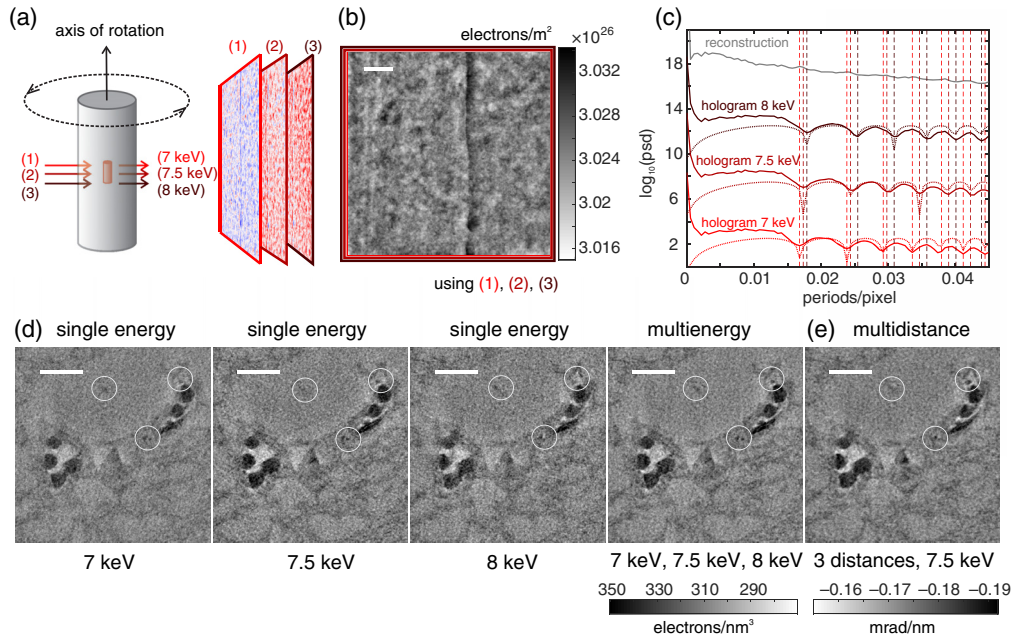 (a)
axis of rotation
(1)
(2)
(3)
(7 keV)
(7.5 keV)
(8 keV)
(1)
(2)
(3)
(b)
electrons/m²
×10²⁶
3.034
3.030
3.026
3.024
3.020
3.016
using (1), (2), (3)
(c)
log₁₀(psd)
18
14
10
6
2
reconstruction
hologram 8 keV
hologram 7.5 keV
hologram 7 keV
0
0.01
0.02
0.03
0.04
periods/pixel
(d)
single energy
single energy
single energy
multienergy
(e)
multidistance
7 keV
7.5 keV
8 keV
7 keV, 7.5 keV, 8 keV
3 distances, 7.5 keV
350 330 310 290
electrons/nm³
−0.16 −0.17 −0.18 −0.19
mrad/nm